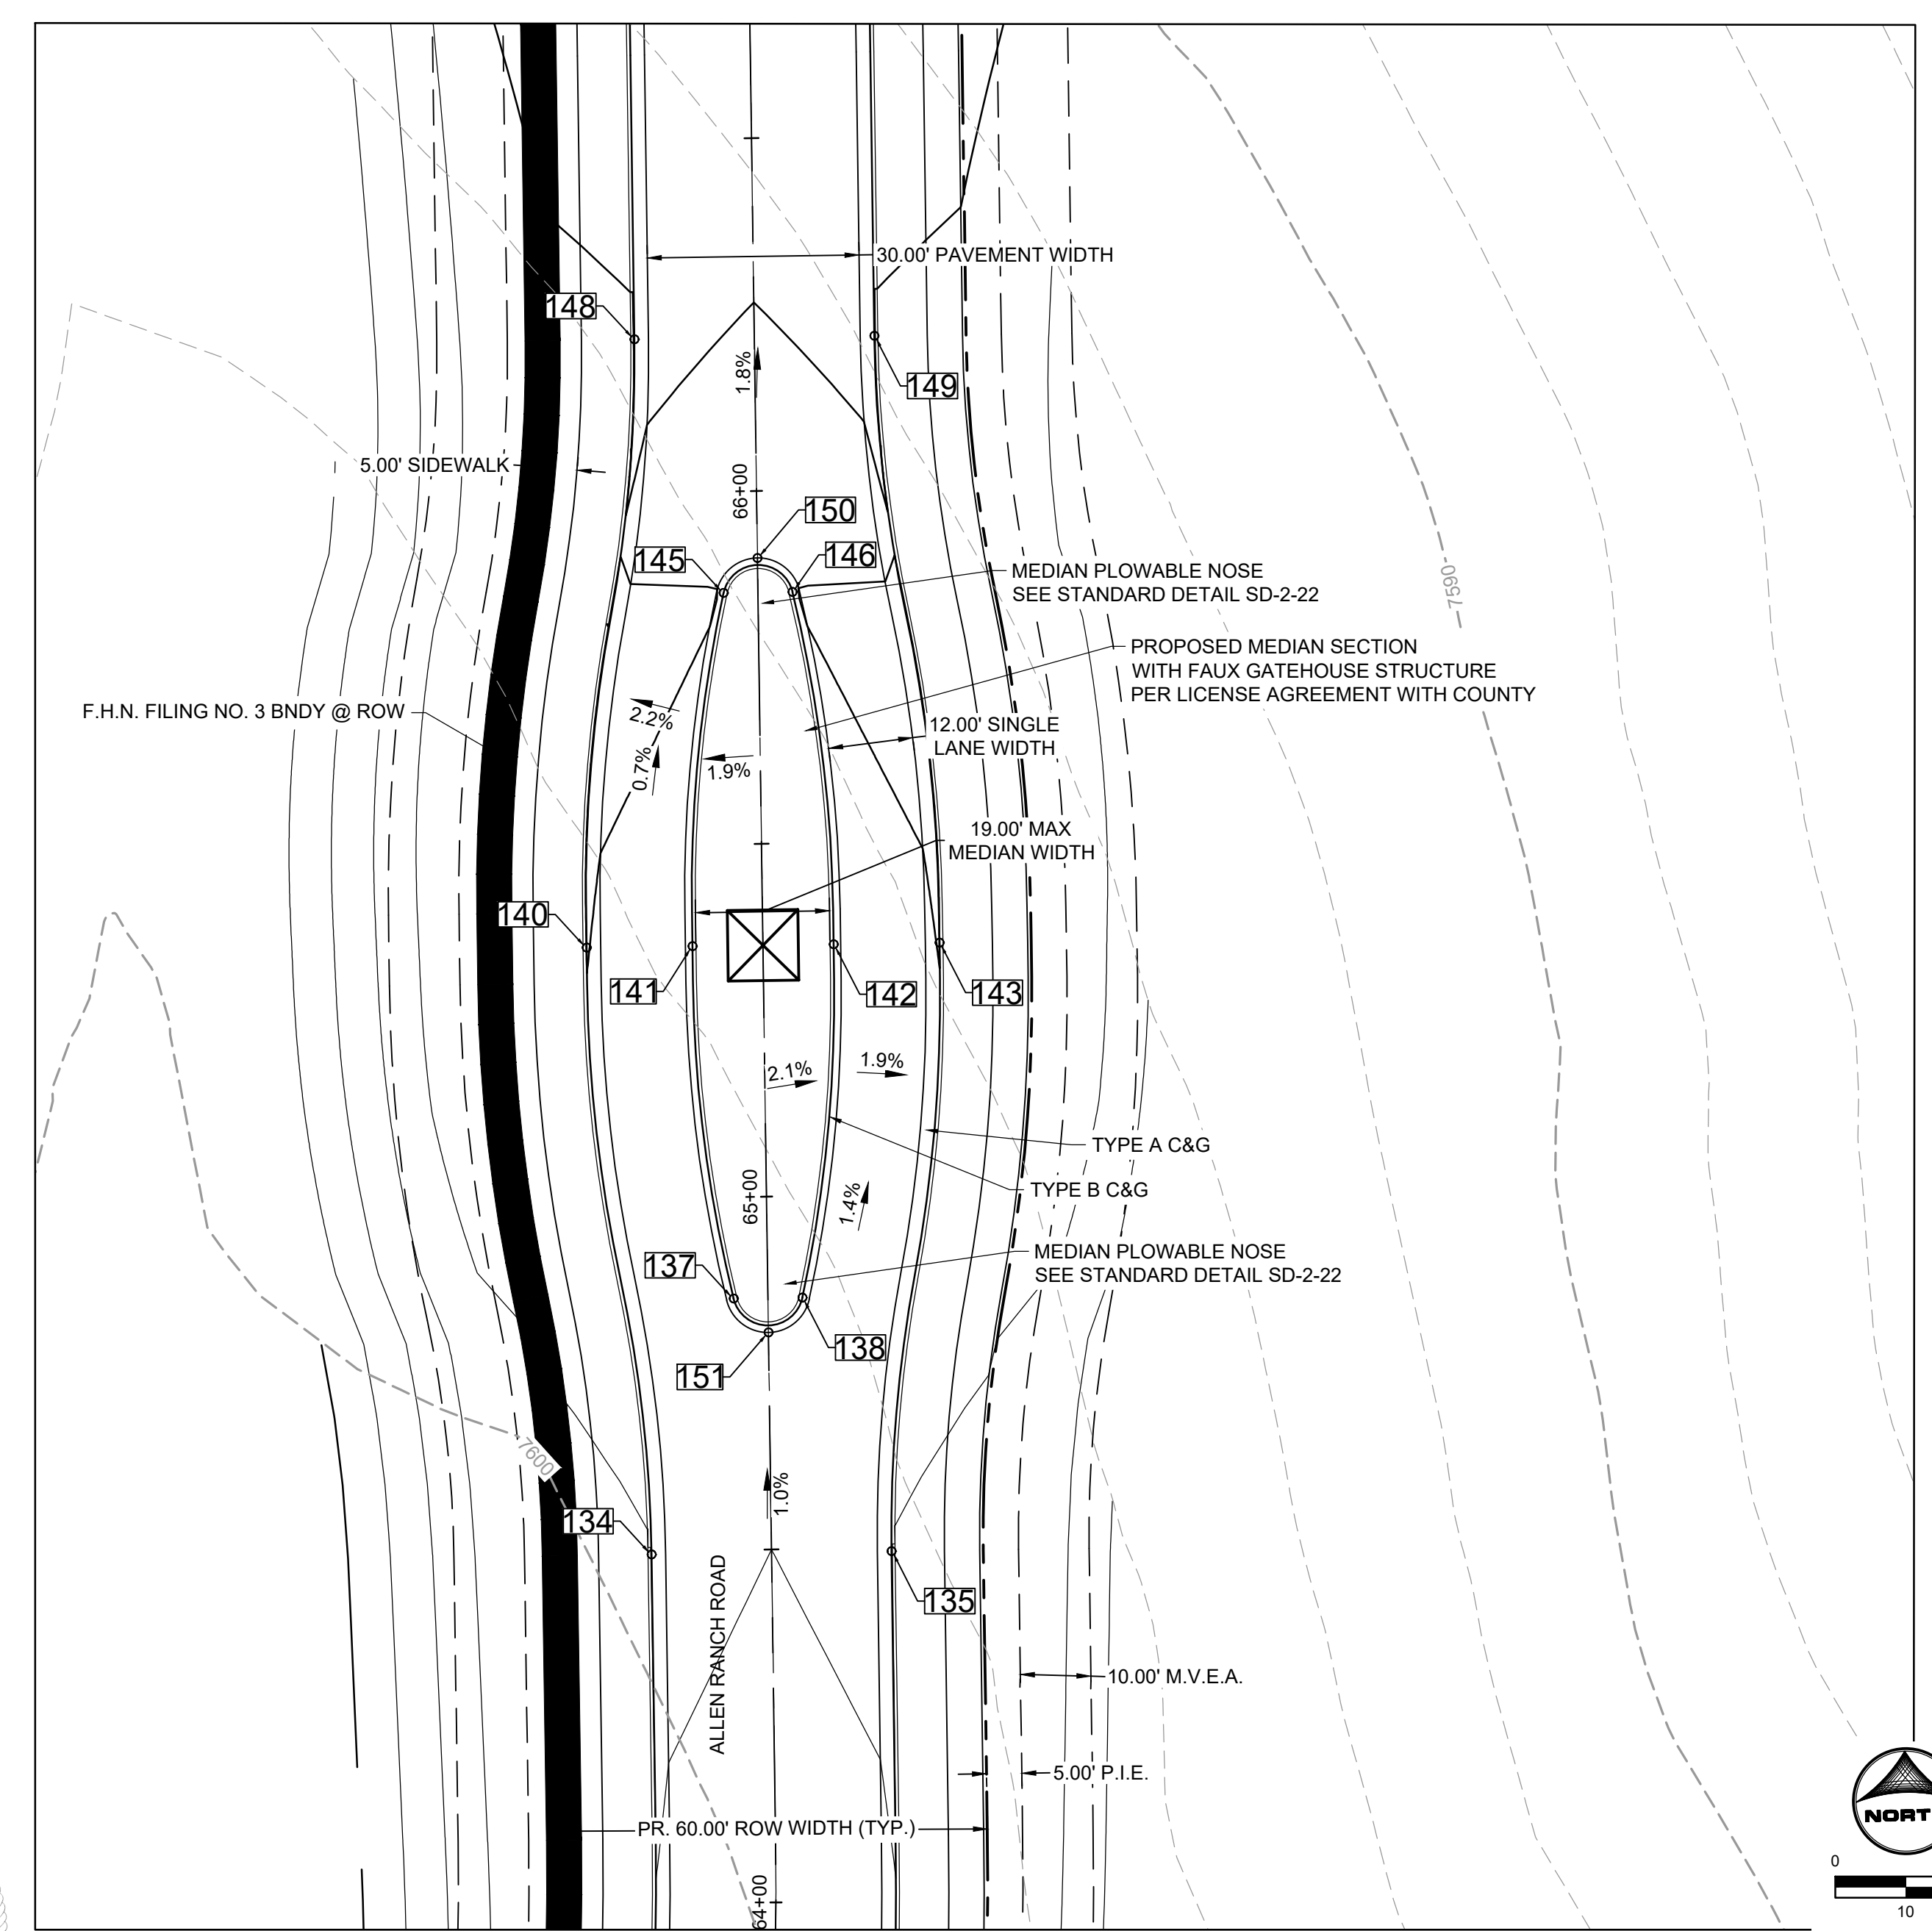 30.00' PAVEMENT WIDTH
148
149
1.8%
5.00' SIDEWALK
66+00
150
145
146
MEDIAN PLOWABLE NOSE
SEE STANDARD DETAIL SD-2-22
7590
PROPOSED MEDIAN SECTION
WITH FAUX GATEHOUSE STRUCTURE
PER LICENSE AGREEMENT WITH COUNTY
F.H.N. FILING NO. 3 BNDY @ ROW
2.2%
12.00' SINGLE
LANE WIDTH
0.7%
1.9%
19.00' MAX
MEDIAN WIDTH
140
141
142
143
2.1%
1.9%
TYPE A C&G
65+00
1.4%
TYPE B C&G
137
MEDIAN PLOWABLE NOSE
SEE STANDARD DETAIL SD-2-22
138
151
7600
1.0%
134
135
ALLEN RANCH ROAD
10.00' M.V.E.A.
5.00' P.I.E.
PR. 60.00' ROW WIDTH (TYP.)
64+00
NORT
0
10